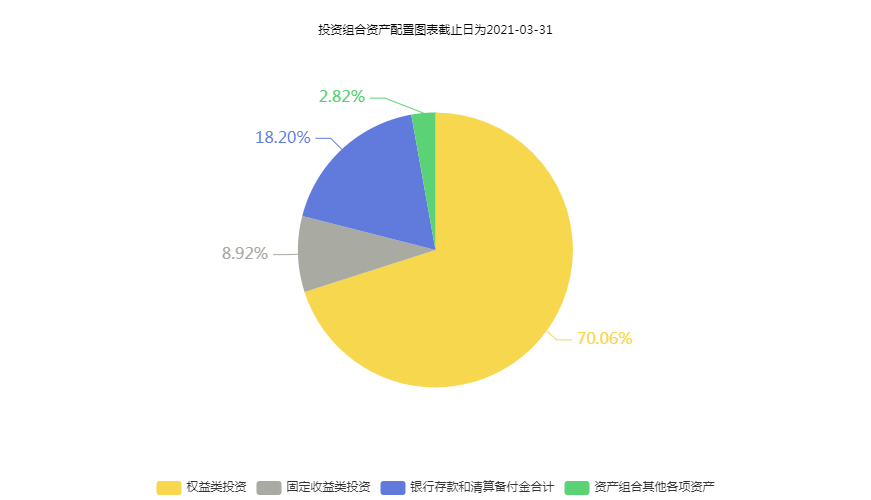 投资组合资产配置图表截止日为2021-03-31
2.82%
18.20%
8.92%
70.06%
权益类投资 固定收益类投资 银行存款和清算备付金合计 资产组合其他各项资产